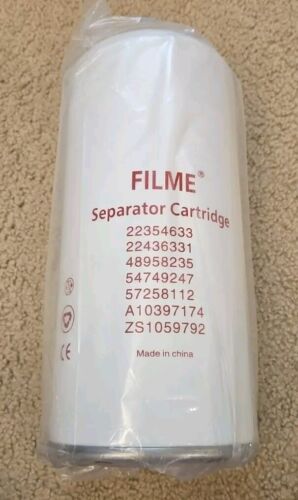 FILME®
Separator Cartridge
22354633
22436331
48958235
54749247
57258112
A10397174
ZS1059792
Made in china
CE